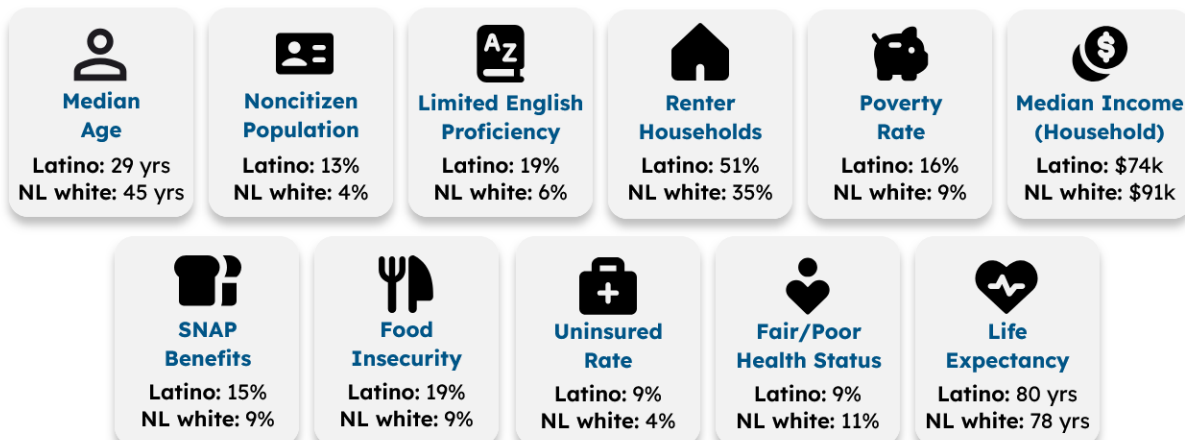 AZ
$
Median
Age
Latino: 29 yrs
NL white: 45 yrs
Noncitizen
Population
Latino: 13%
NL white: 4%
Limited English
Proficiency
Latino: 19%
NL white: 6%
Renter
Households
Latino: 51%
NL white: 35%
Poverty
Rate
Latino: 16%
NL white: 9%
Median Income
(Household)
Latino: $74k
NL white: $91k
SNAP
Benefits
Latino: 15%
NL white: 9%
Food
Insecurity
Latino: 19%
NL white: 9%
Uninsured
Rate
Latino: 9%
NL white: 4%
Fair/Poor
Health Status
Latino: 9%
NL white: 11%
Life
Expectancy
Latino: 80 yrs
NL white: 78 yrs